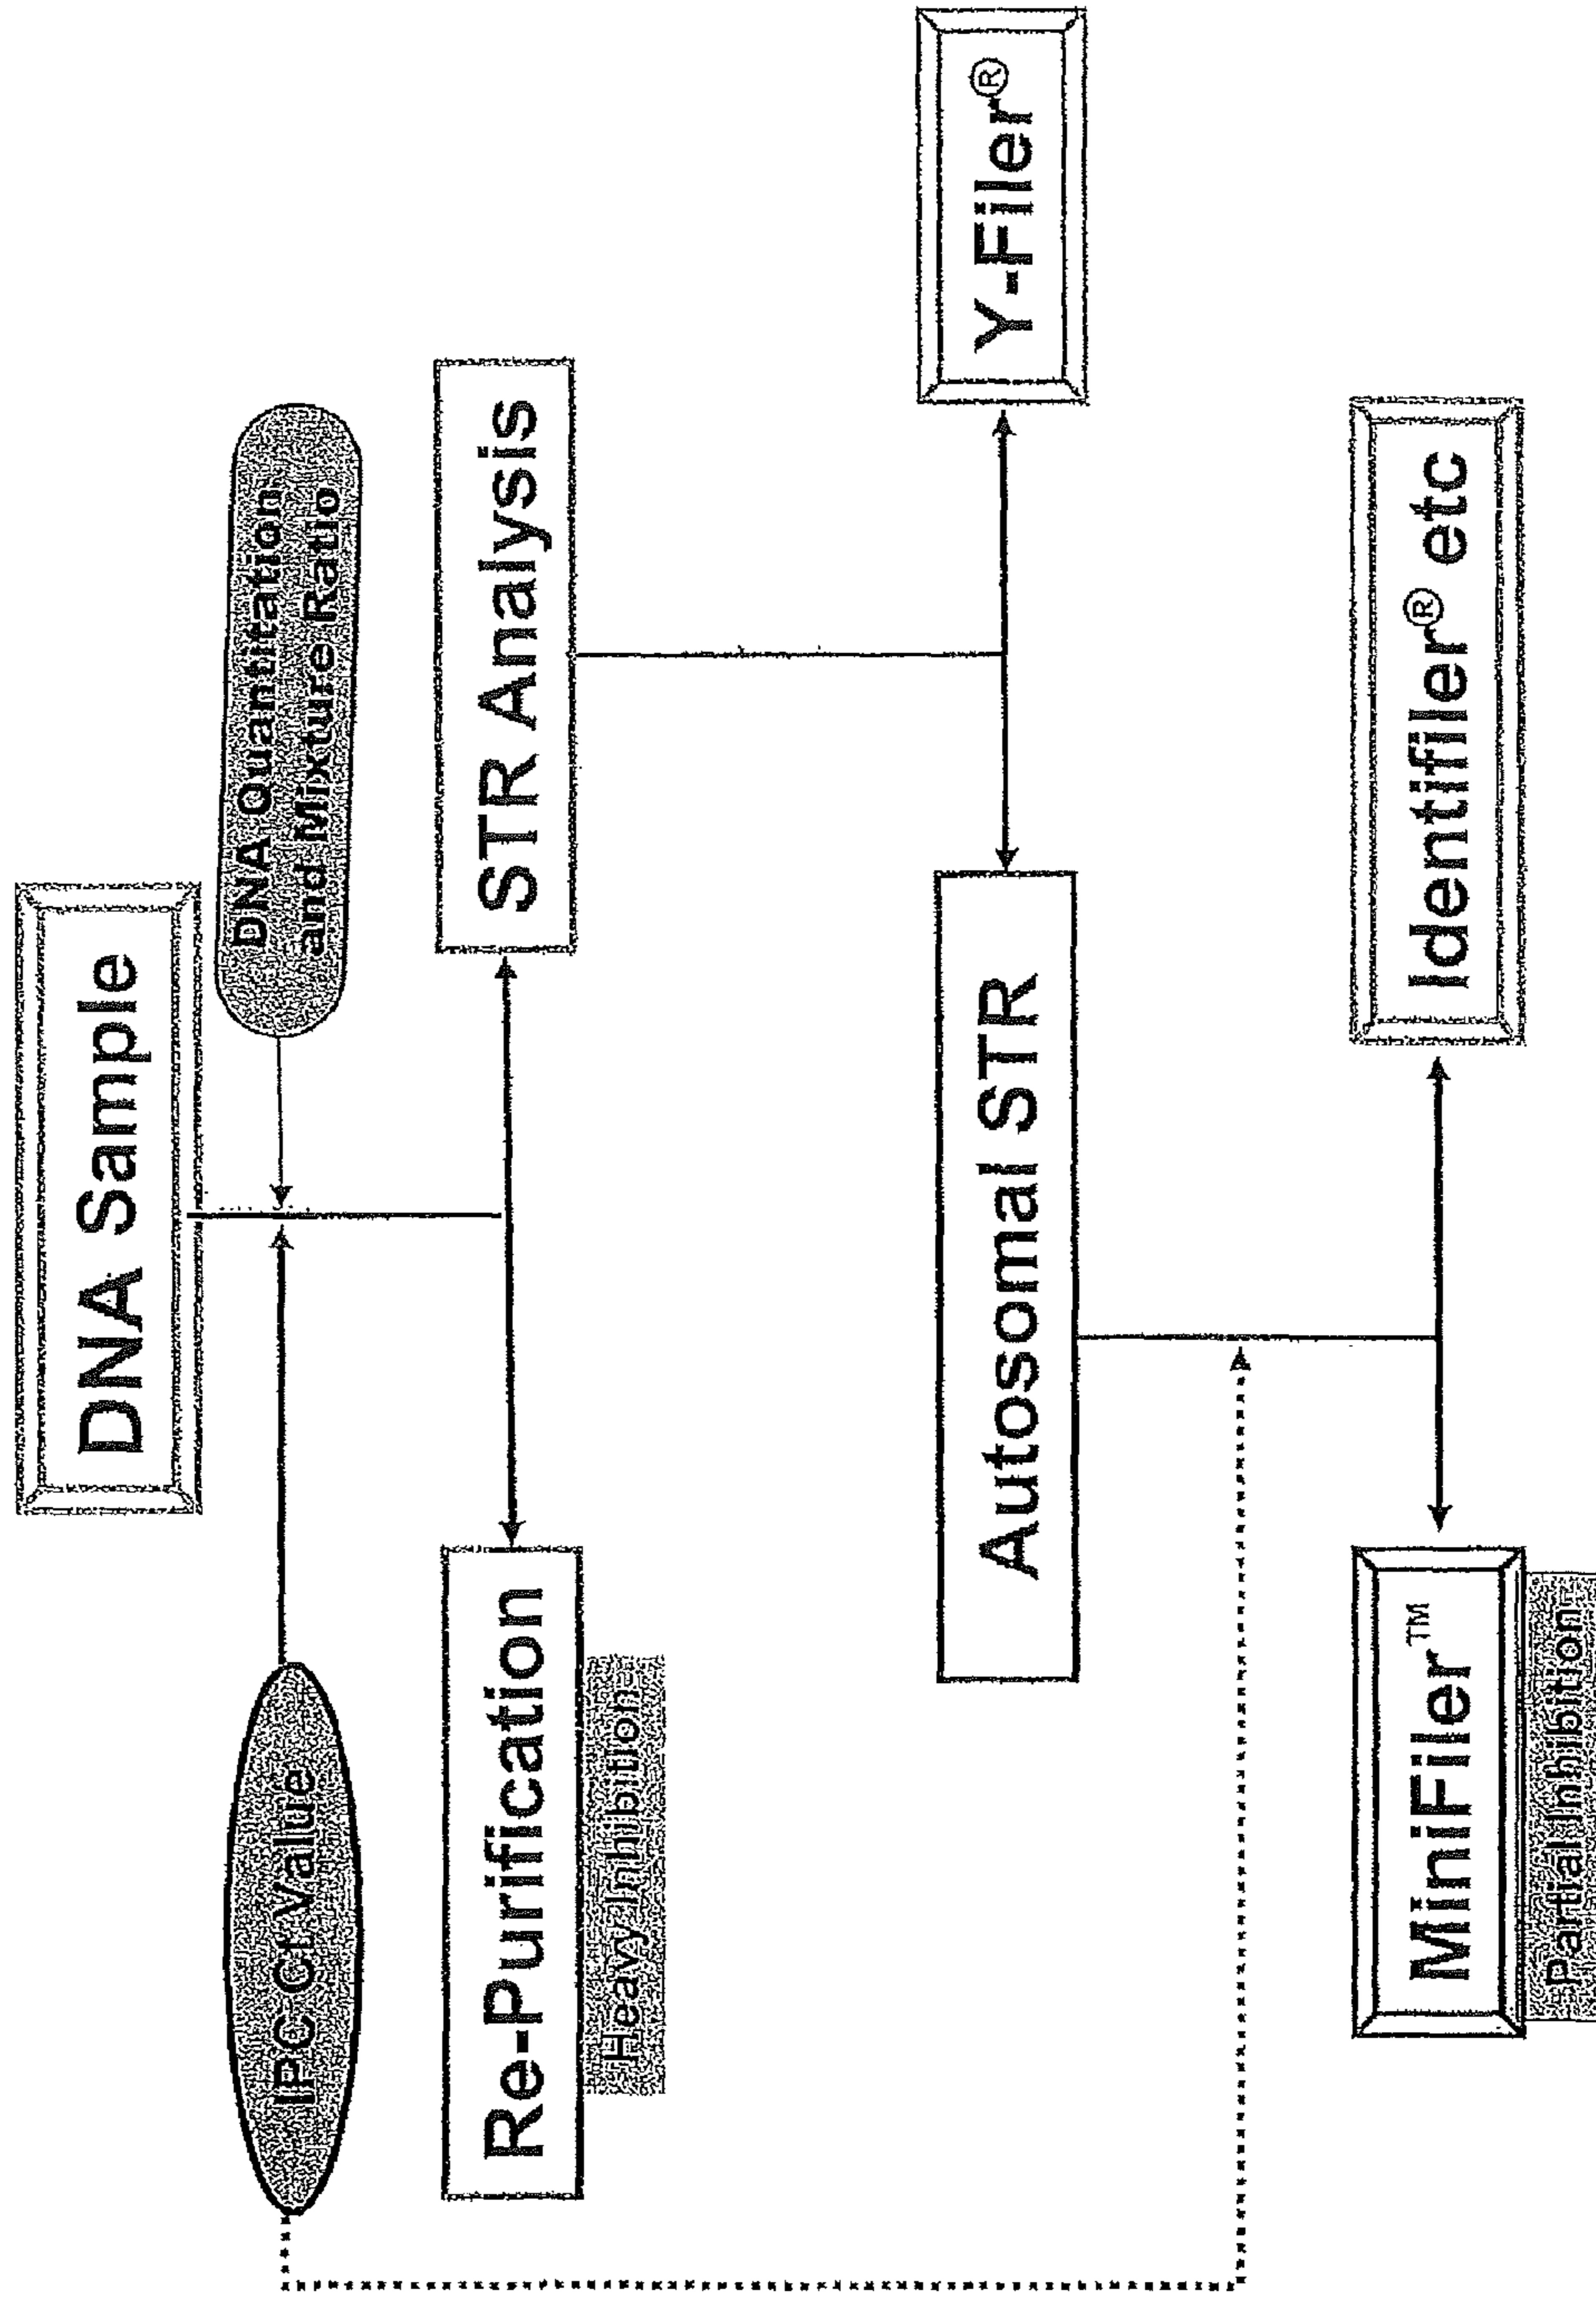 DNA Sample
IPC CT Value
DNA Quantitation
and Mixture Ratio
Re-Purification
Heavy Inhibition
STR Analysis
Autosomal STR
Y-Filer®
MiniFiler™
Partial Inhibition
Identifiler® etc